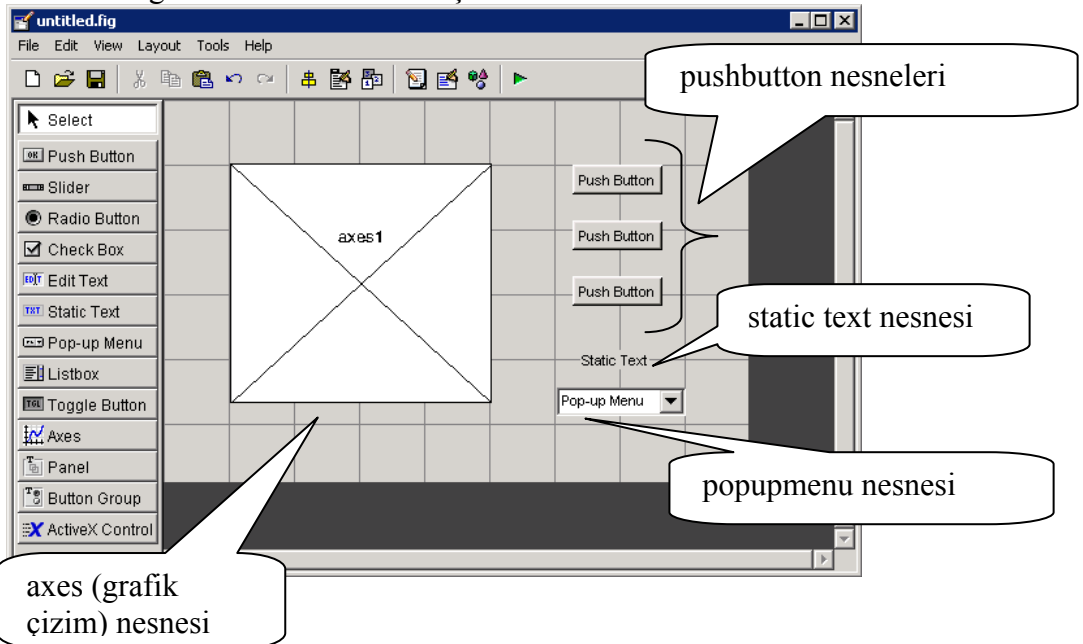 untitled.fig
File Edit View Layout Tools Help
pushbutton nesneleri
Select
Push Button
Slider
Radio Button
Check Box
Edit Text
Static Text
Pop-up Menu
Listbox
Toggle Button
Axes
Panel
Button Group
ActiveX Control
axes1
Push Button
Push Button
Push Button
static text nesnesi
Static Text
Pop-up Menu
popupmenu nesnesi
axes (grafik
çizim) nesnesi